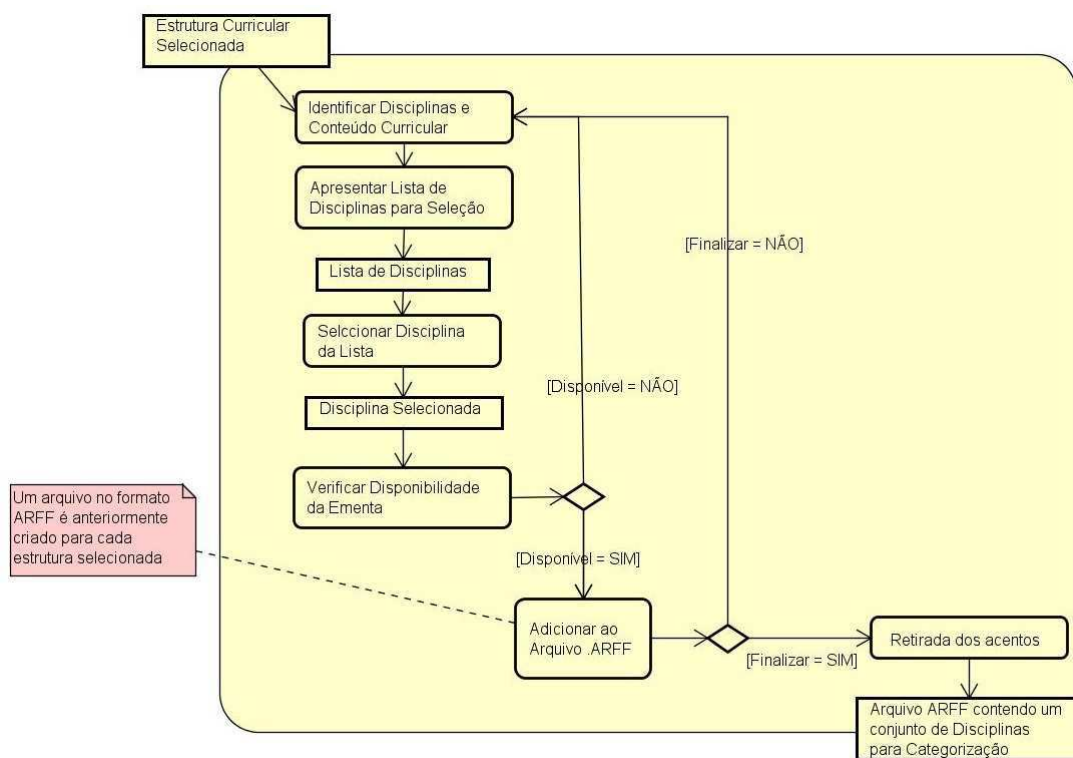 Estrutura Curricular
Selecionada
Identificar Disciplinas e
Conteúdo Curricular
Apresentar Lista de
Disciplinas para Seleção
[Finalizar = NÃO]
Lista de Disciplinas
Selccionar Disciplina
da Lista
[Disponível = NÃO]
Disciplina Selecionada
Verificar Disponibilidade
da Ementa
Um arquivo no formato
ARFF é anteriormente
criado para cada
estrutura selecionada
[Disponível = SIM]
Adicionar ao
Arquivo .ARFF
[Finalizar = SIM]
Retirada dos acentos
Arquivo ARFF contendo um
conjunto de Disciplinas
para Categorização